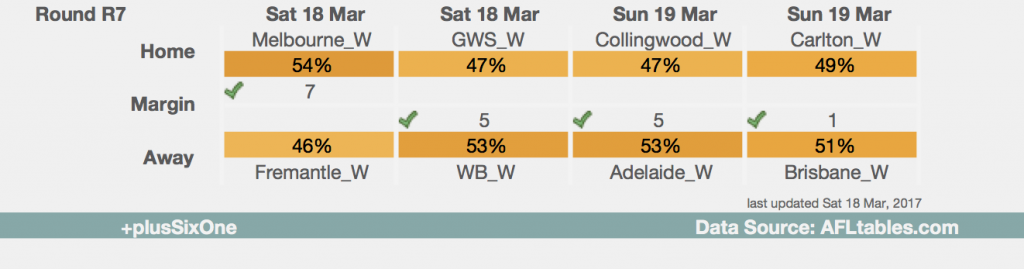 Round R7 Sat 18 Mar Sat 18 Mar Sun 19 Mar Sun 19 Mar
Melbourne_W GWS_W Collingwood_W Carlton_W
Home
54% 47% 47% 49%
7
Margin
5 5 1
46% 53% 53% 51%
Away
Fremantle_W WB_W Adelaide_W Brisbane_W
last updated Sat 18 Mar, 2017
+plusSixOne Data Source: AFLtables.com